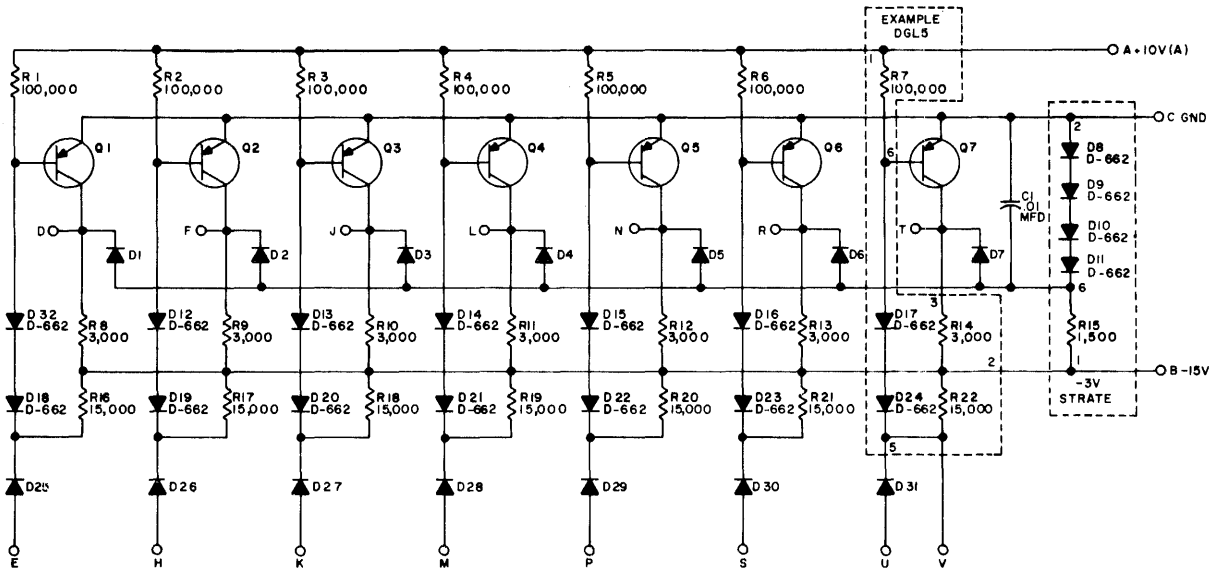 EXAMPLE
DGL5
A+10V(A)
1
R1
100,000
R2
100,000
R3
100,000
R4
100,000
R5
100,000
R6
100,000
R7
100,000
C GND
Q1
Q2
Q3
Q4
Q5
Q6
6
Q7
C1
.01
MFD
2
D8
D-662
D9
D-662
D10
D-662
D11
D-662
6
D
D1
F
D2
J
D3
L
D4
N
D5
R
D6
T
D7
3
D32
D-662
R8
3,000
D12
D-662
R9
3,000
D13
D-662
R10
3,000
D14
D-662
R11
3,000
D15
D-662
R12
3,000
D16
D-662
R13
3,000
D17
D-662
R14
3,000
R15
1,500
2
1
B-15V
-3V
STRATE
D18
D-662
R16
15,000
D19
D-662
R17
15,000
D20
D-662
R18
15,000
D21
D-662
R19
15,000
D22
D-662
R20
15,000
D23
D-662
R21
15,000
D24
D-662
R22
15,000
5
D25
D26
D27
D28
D29
D30
D31
E
H
K
M
P
S
U
V